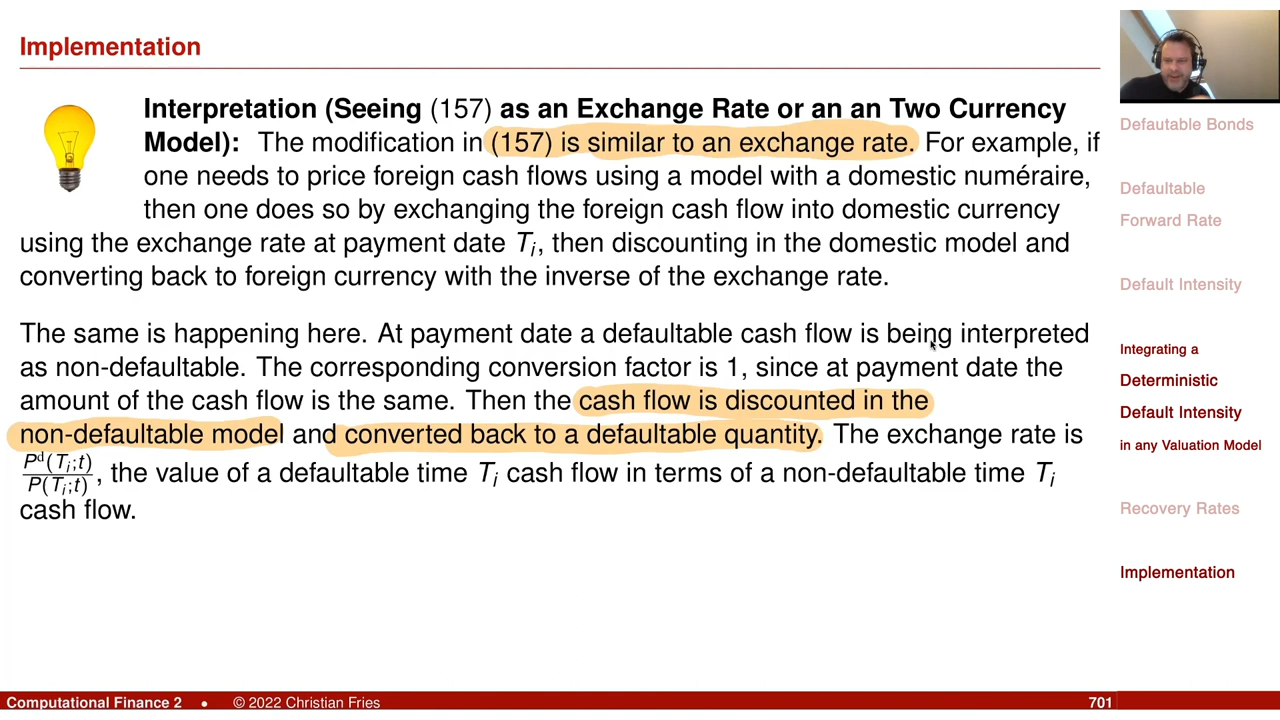 Implementation
Interpretation (Seeing (157) as an Exchange Rate or an an Two Currency
Model): The modification in (157) is similar to an exchange rate. For example, if
one needs to price foreign cash flows using a model with a domestic numéraire,
then one does so by exchanging the foreign cash flow into domestic currency
using the exchange rate at payment date Tᵢ, then discounting in the domestic model and
converting back to foreign currency with the inverse of the exchange rate.
The same is happening here. At payment date a defaultable cash flow is being interpreted
as non-defaultable. The corresponding conversion factor is 1, since at payment date the
amount of the cash flow is the same. Then the cash flow is discounted in the
non-defaultable model and converted back to a defaultable quantity. The exchange rate is
Pᵈ(Tᵢ;t)/P(Tᵢ;t), the value of a defaultable time Tᵢ cash flow in terms of a non-defaultable time Tᵢ
cash flow.
Defautable Bonds
Defaultable
Forward Rate
Default Intensity
Integrating a
Deterministic
Default Intensity
in any Valuation Model
Recovery Rates
Implementation
Computational Finance 2 • © 2022 Christian Fries 701